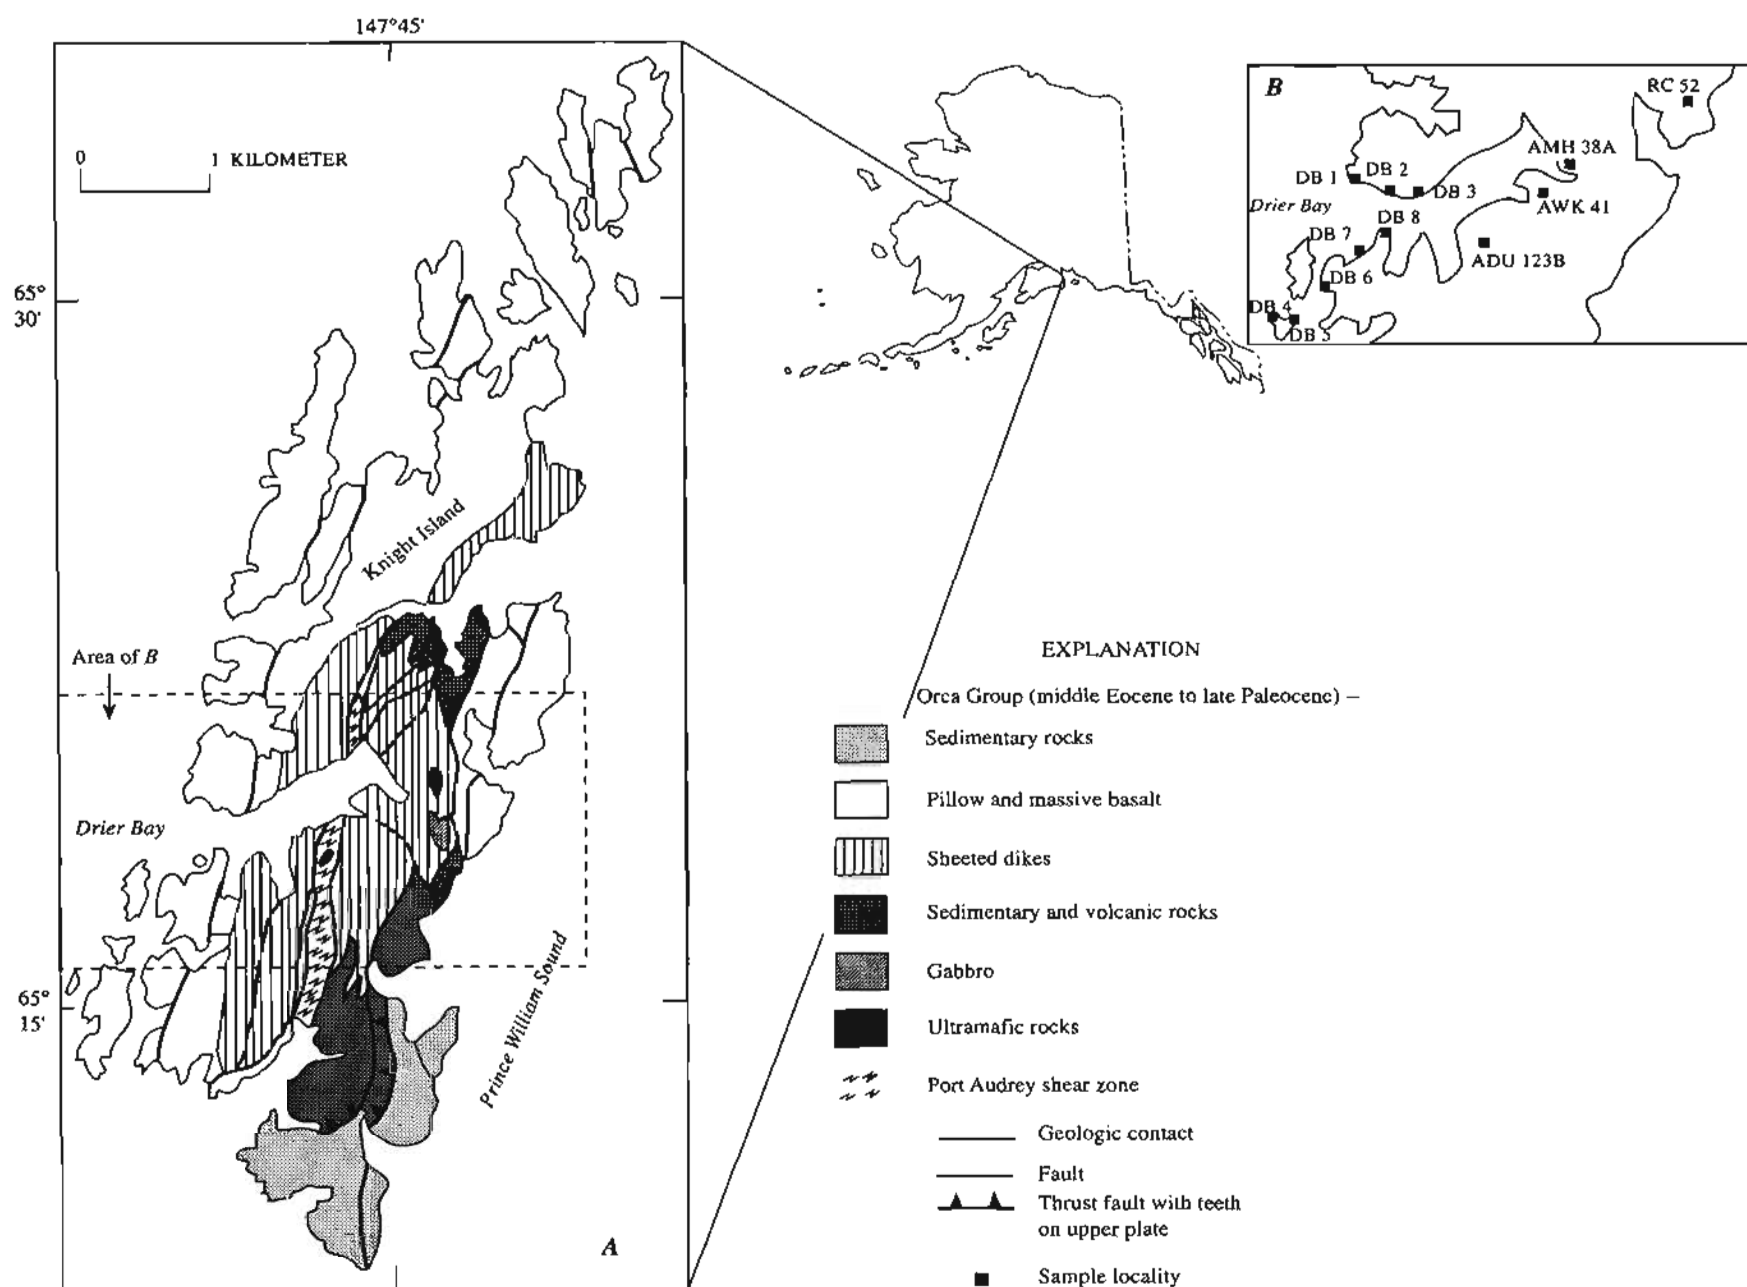 147°45'
0 1 KILOMETER
65°
30'
Knight Island
Area of B
Drier Bay
65°
15'
Prince William Sound
A
B
RC 52
AMH 38A
DB 1
DB 2
DB 3
AWK 41
Drier Bay
DB 8
DB 7
ADU 123B
DB 6
DB 4
DB 5
EXPLANATION
Orca Group (middle Eocene to late Paleocene) —
Sedimentary rocks
Pillow and massive basalt
Sheeted dikes
Sedimentary and volcanic rocks
Gabbro
Ultramafic rocks
Port Audrey shear zone
Geologic contact
Fault
Thrust fault with teeth
on upper plate
Sample locality